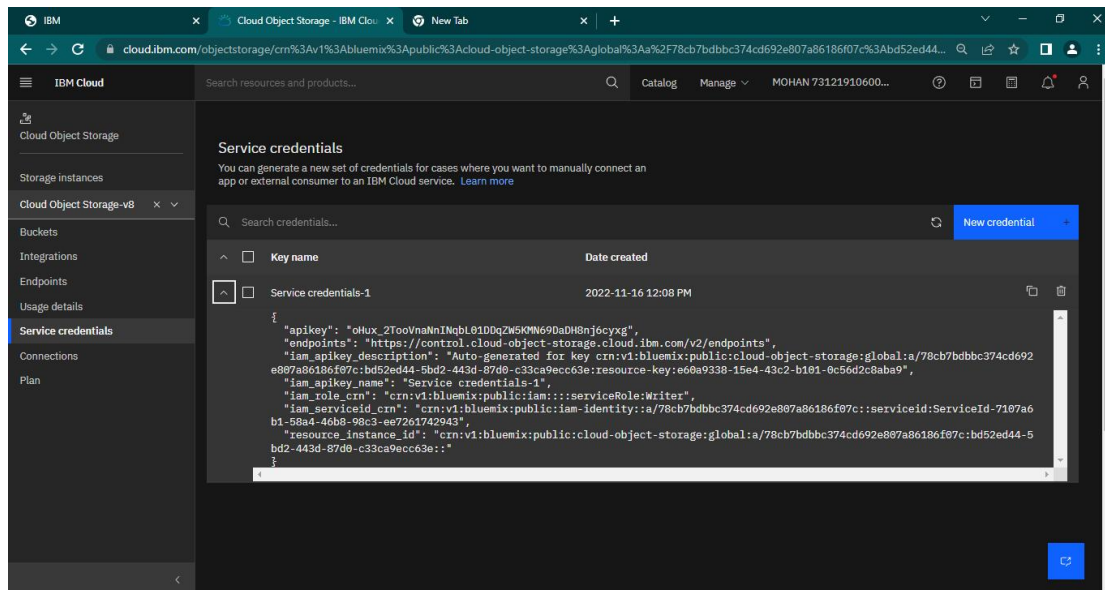 IBM
Cloud Object Storage - IBM Clou
New Tab
cloud.ibm.com/objectstorage/crn%3Av1%3Abluemix%3Apublic%3Acloud-object-storage%3Aglobal%3Aa%2F78cb7bdbbc374cd692e807a86186f07c%3Abd52ed44...
IBM Cloud
Search resources and products...
Catalog
Manage
MOHAN 73121910600...
Cloud Object Storage
Storage instances
Cloud Object Storage-v8
Buckets
Integrations
Endpoints
Usage details
Service credentials
Connections
Plan
Service credentials
You can generate a new set of credentials for cases where you want to manually connect an
app or external consumer to an IBM Cloud service. Learn more
Search credentials...
New credential +
Key name
Date created
Service credentials-1
2022-11-16 12:08 PM
{
"apikey": "oHux_2TooVnaNnINqbL01DDqZW5KMN69DaDH8nj6cyxg",
"endpoints": "https://control.cloud-object-storage.cloud.ibm.com/v2/endpoints",
"iam_apikey_description": "Auto-generated for key crn:v1:bluemix:public:cloud-object-storage:global:a/78cb7bdbbc374cd692
e807a86186f07c:bd52ed44-5bd2-443d-87d0-c33ca9ecc63e:resource-key:e60a9338-15e4-43c2-b101-0c56d2c8aba9",
"iam_apikey_name": "Service credentials-1",
"iam_role_crn": "crn:v1:bluemix:public:iam::::serviceRole:Writer",
"iam_serviceid_crn": "crn:v1:bluemix:public:iam-identity::a/78cb7bdbbc374cd692e807a86186f07c::serviceid:ServiceId-7107a6
b1-58a4-46b8-98c3-ee7261742943",
"resource_instance_id": "crn:v1:bluemix:public:cloud-object-storage:global:a/78cb7bdbbc374cd692e807a86186f07c:bd52ed44-5
bd2-443d-87d0-c33ca9ecc63e::"
}